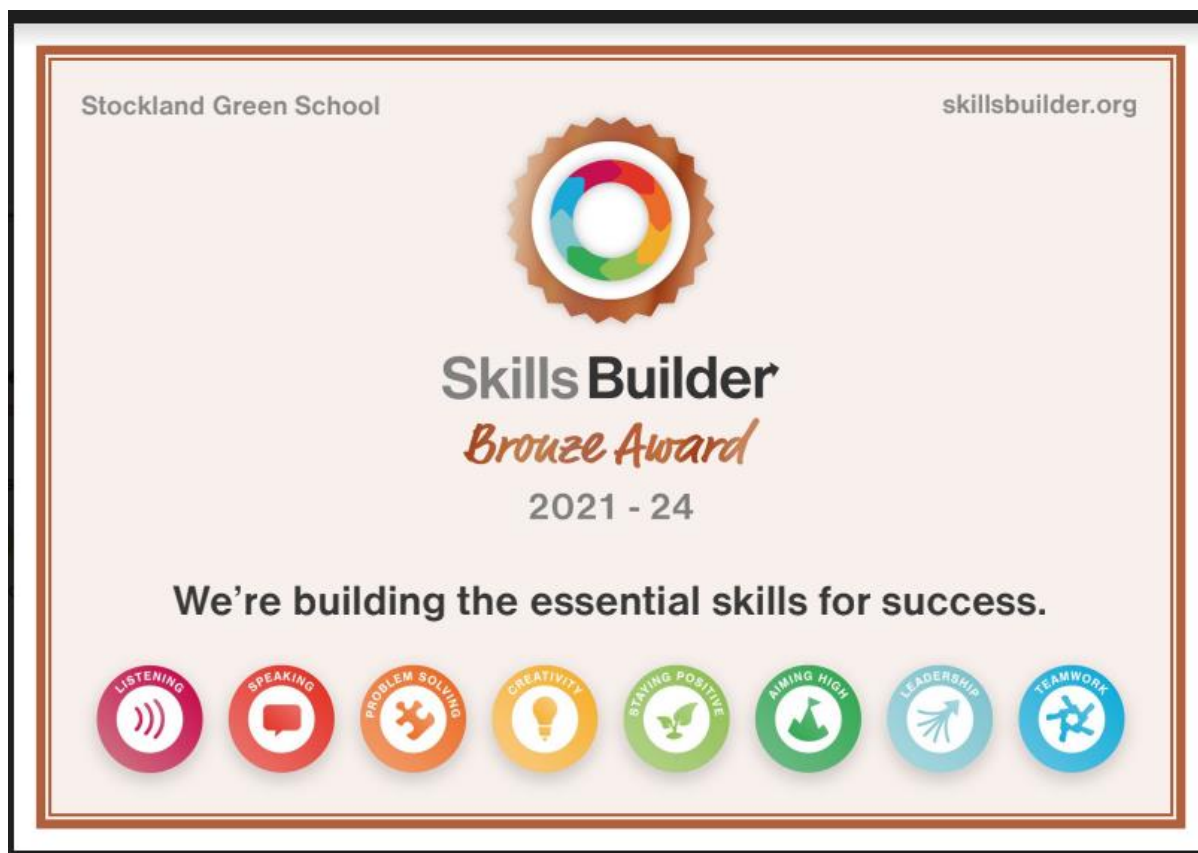 Stockland Green School
skillsbuilder.org
Skills Builder
Bronze Award
2021 - 24
We're building the essential skills for success.
LISTENING
SPEAKING
PROBLEM SOLVING
CREATIVITY
STAYING POSITIVE
AIMING HIGH
LEADERSHIP
TEAMWORK